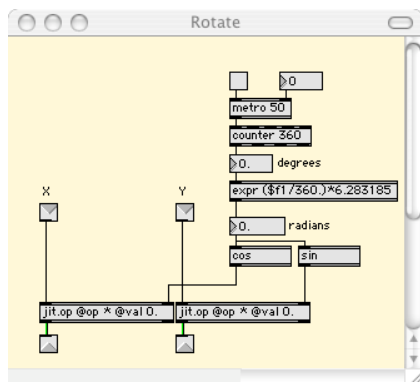 Rotate
0
metro 50
counter 360
0. degrees
X Y expr ($f1/360.)*6.283185
0. radians
cos sin
jit.op @op * @val 0. jit.op @op * @val 0.